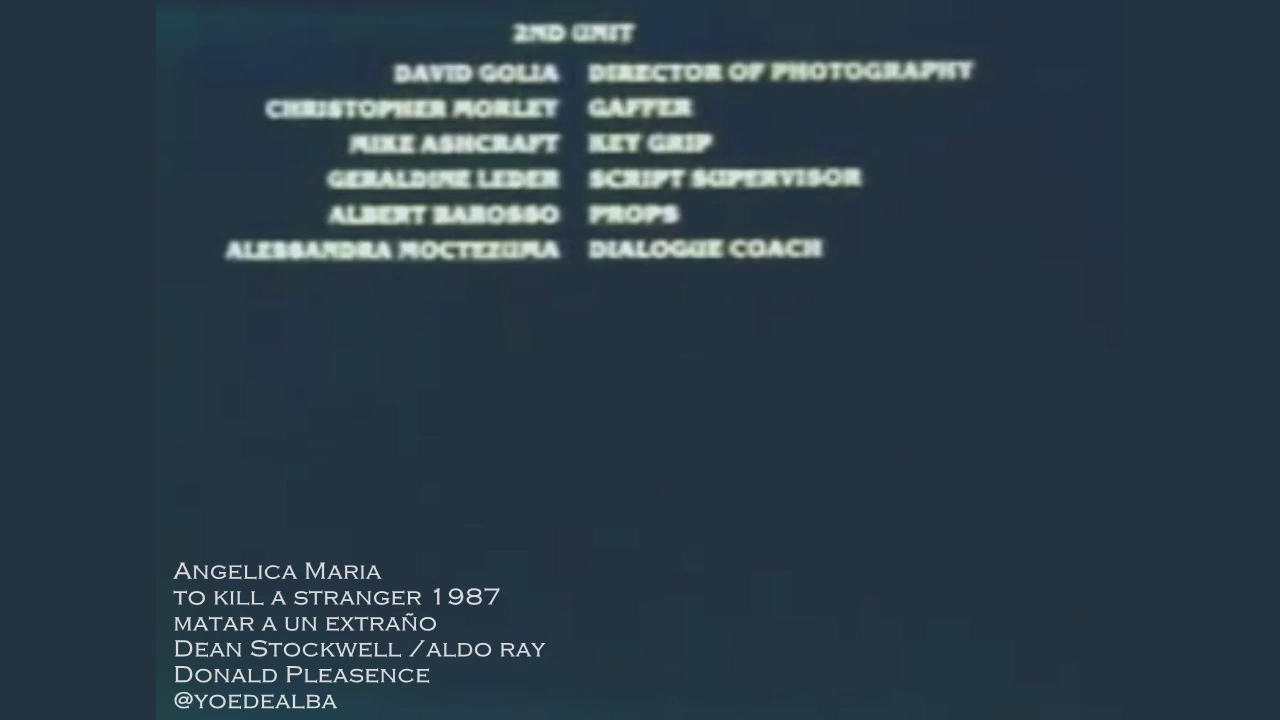 2ND UNIT
DAVID GOLIA DIRECTOR OF PHOTOGRAPHY
CHRISTOPHER MORLEY GAFFER
MIKE ASHCRAFT KEY GRIP
GERALDINE LEDER SCRIPT SUPERVISOR
ALBERT BAROSSO PROPS
ALESSANDRA MOCTEZUMA DIALOGUE COACH
ANGELICA MARIA
TO KILL A STRANGER 1987
MATAR A UN EXTRAÑO
DEAN STOCKWELL /ALDO RAY
DONALD PLEASENCE
@YOEDEALBA